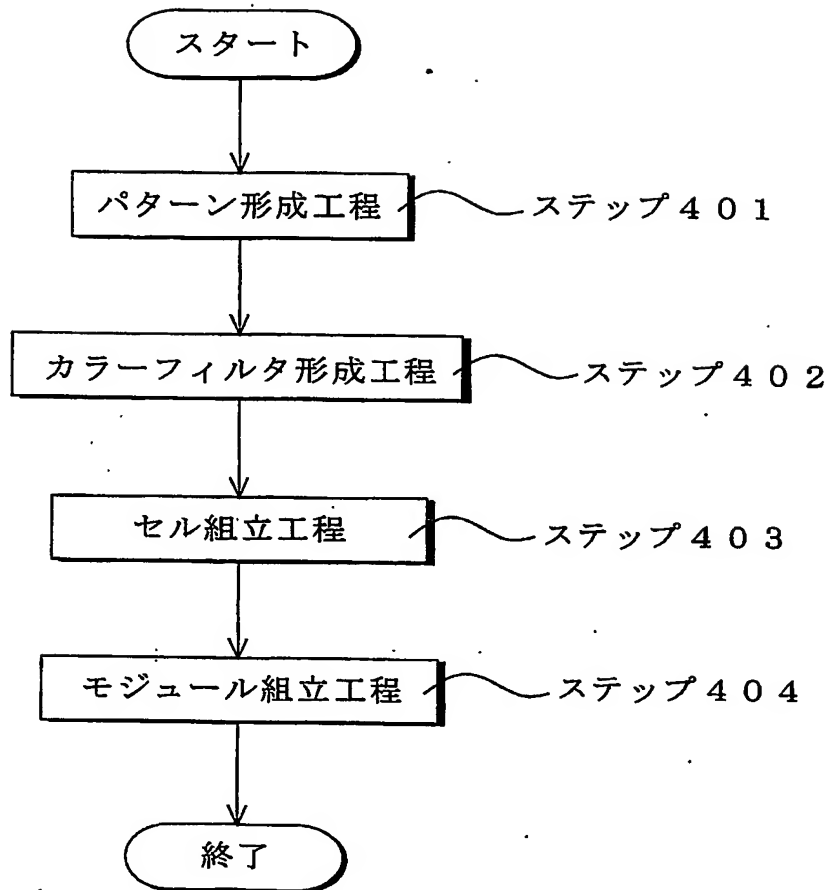 スタート
パターン形成工程 ステップ４０１
カラーフィルタ形成工程 ステップ４０２
セル組立工程 ステップ４０３
モジュール組立工程 ステップ４０４
終了